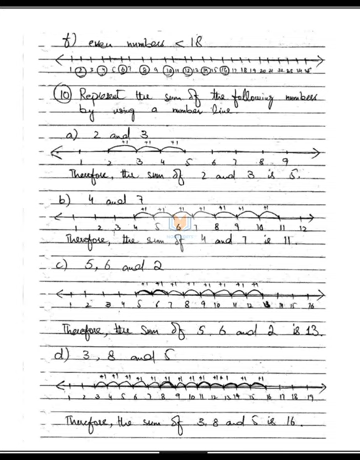 f) even numbers < 18
1 2 3 4 5 6 7 8 9 10 11 12 13 14 15 16 17 18 19 20 21 22 23 24 25
10 Represent the sum of the following numbers
by using a number line.
a) 2 and 3
+1 +1 +1
1 2 3 4 5 6 7 8 9
Therefore, the sum of 2 and 3 is 5.
b) 4 and 7
+1 +1 +1 +1 +1 +1 +1
1 2 3 4 5 6 7 8 9 10 11 12
Therefore, the sum of 4 and 7 is 11.
c) 5, 6 and 2
+1 +1 +1 +1 +1 +1 +1 +1
1 2 3 4 5 6 7 8 9 10 11 12 13 14 15 16
Therefore, the sum of 5, 6 and 2 is 13.
d) 3, 8 and 5
+1 +1 +1 +1 +1 +1 +1 +1 +1 +1 +1 +1 +1
1 2 3 4 5 6 7 8 9 10 11 12 13 14 15 16 17 18 19
Therefore, the sum of 3, 8 and 5 is 16.